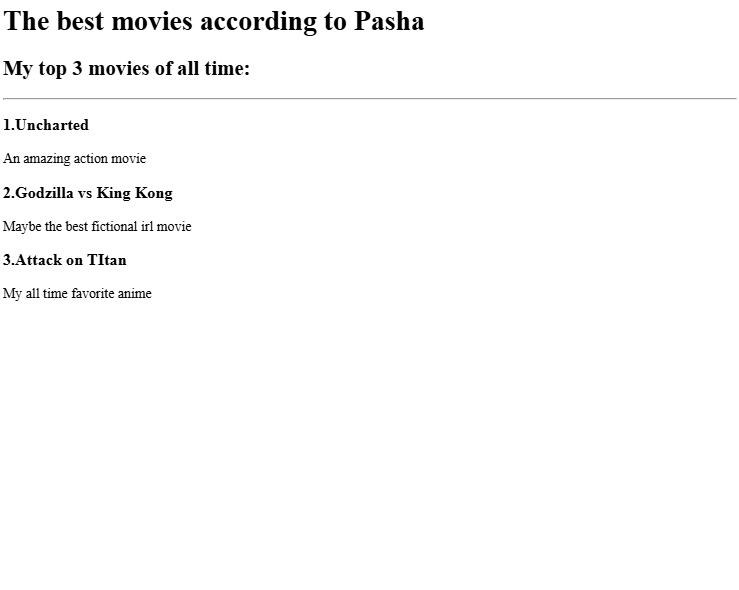 The best movies according to Pasha
My top 3 movies of all time:
1.Uncharted
An amazing action movie
2.Godzilla vs King Kong
Maybe the best fictional irl movie
3.Attack on TItan
My all time favorite anime